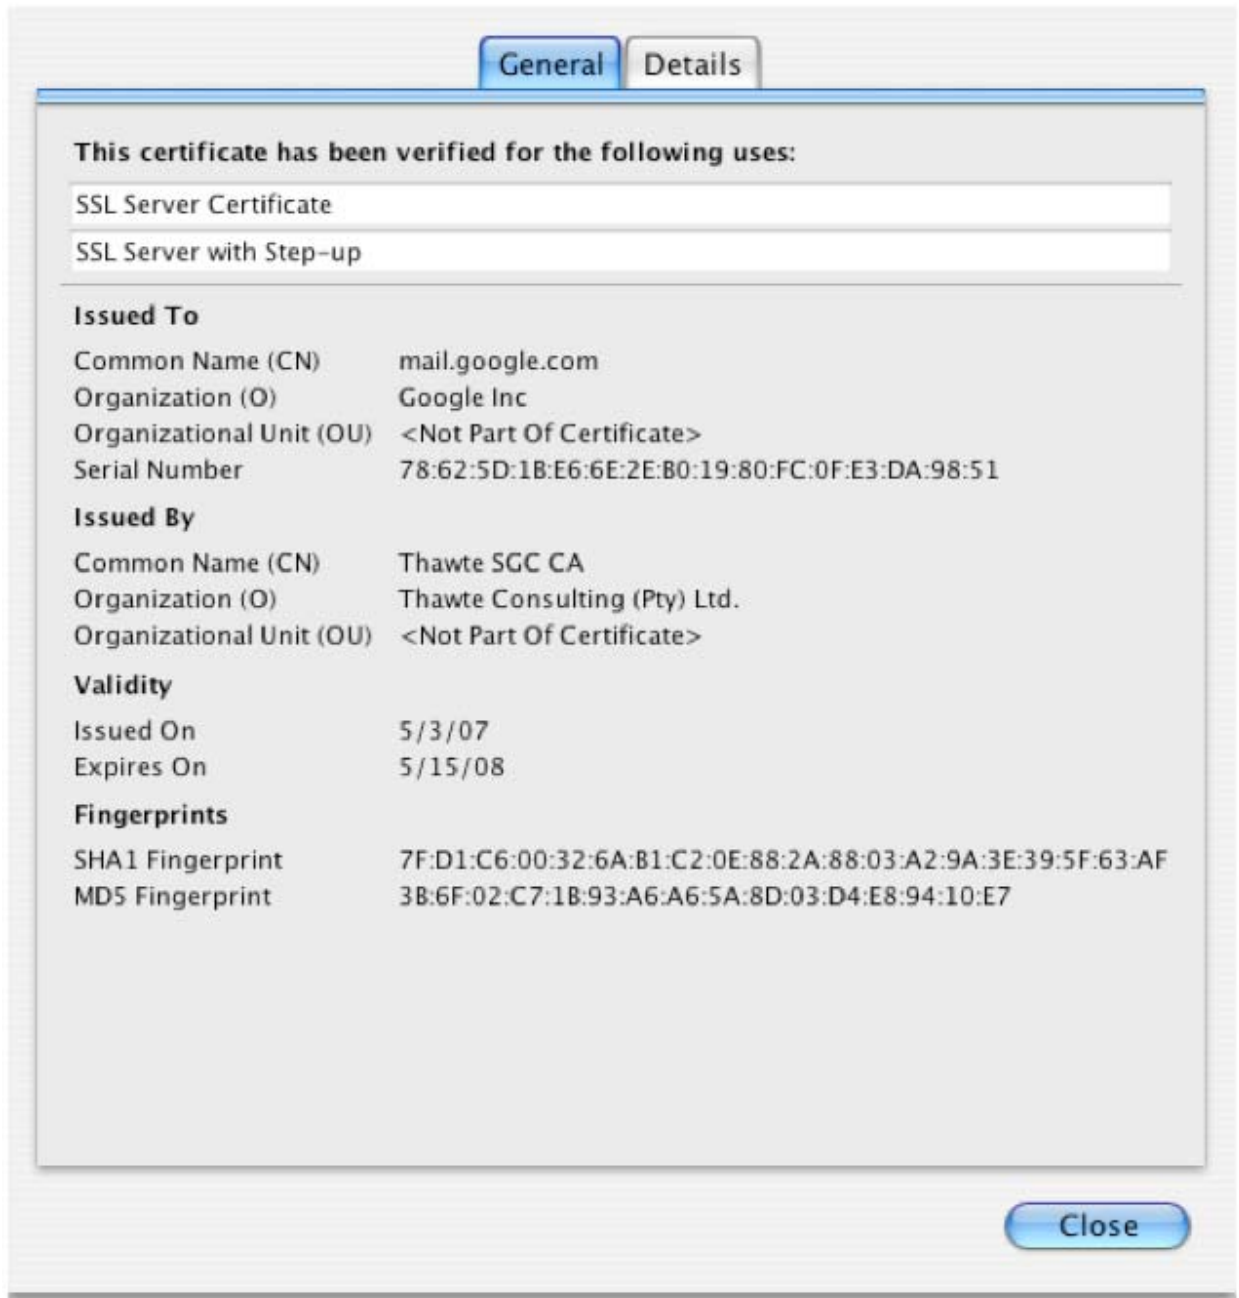 General Details
This certificate has been verified for the following uses:
SSL Server Certificate
SSL Server with Step-up
Issued To
Common Name (CN) mail.google.com
Organization (O) Google Inc
Organizational Unit (OU) <Not Part Of Certificate>
Serial Number 78:62:5D:1B:E6:6E:2E:B0:19:80:FC:0F:E3:DA:98:51
Issued By
Common Name (CN) Thawte SGC CA
Organization (O) Thawte Consulting (Pty) Ltd.
Organizational Unit (OU) <Not Part Of Certificate>
Validity
Issued On 5/3/07
Expires On 5/15/08
Fingerprints
SHA1 Fingerprint 7F:D1:C6:00:32:6A:B1:C2:0E:88:2A:88:03:A2:9A:3E:39:5F:63:AF
MD5 Fingerprint 3B:6F:02:C7:1B:93:A6:A6:5A:8D:03:D4:E8:94:10:E7
Close